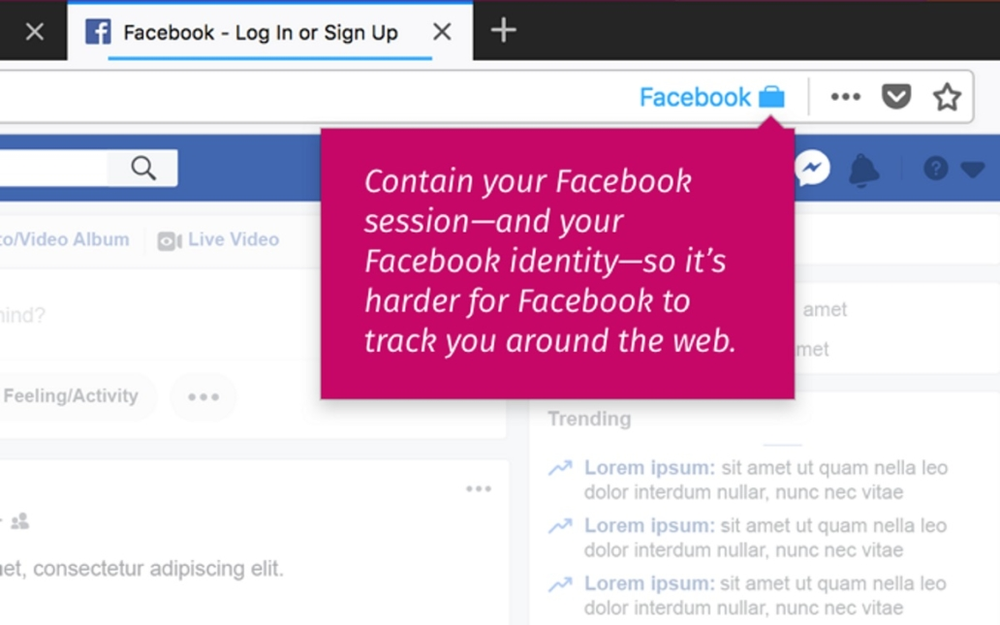 Facebook - Log In or Sign Up
Facebook
Contain your Facebook
session—and your
Facebook identity—so it’s
harder for Facebook to
track you around the web.
to/Video Album
Live Video
mind?
Feeling/Activity
amet
met
Trending
Lorem ipsum: sit amet ut quam nella leo
dolor interdum nullar, nunc nec vitae
Lorem ipsum: sit amet ut quam nella leo
dolor interdum nullar, nunc nec vitae
Lorem ipsum: sit amet ut quam nella leo
dolor interdum nullar, nunc nec vitae
et, consectetur adipiscing elit.